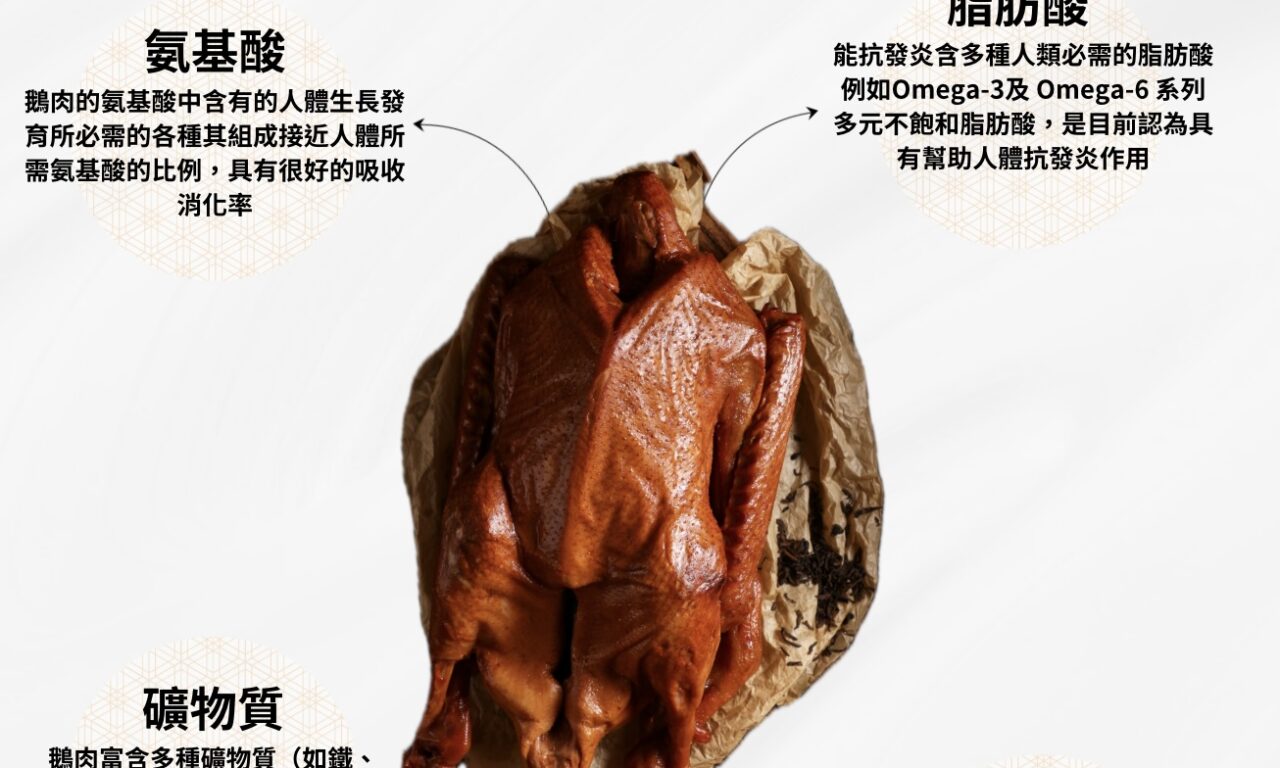 氨基酸
鵝肉的氨基酸中含有的人體生長發
育所必需的各種其組成接近人體所
需氨基酸的比例，具有很好的吸收
消化率
脂肪酸
能抗發炎含多種人類必需的脂肪酸
例如Omega-3及 Omega-6 系列
多元不飽和脂肪酸，是目前認為具
有幫助人體抗發炎作用
礦物質
鵝肉富含多種礦物質（如鐵、